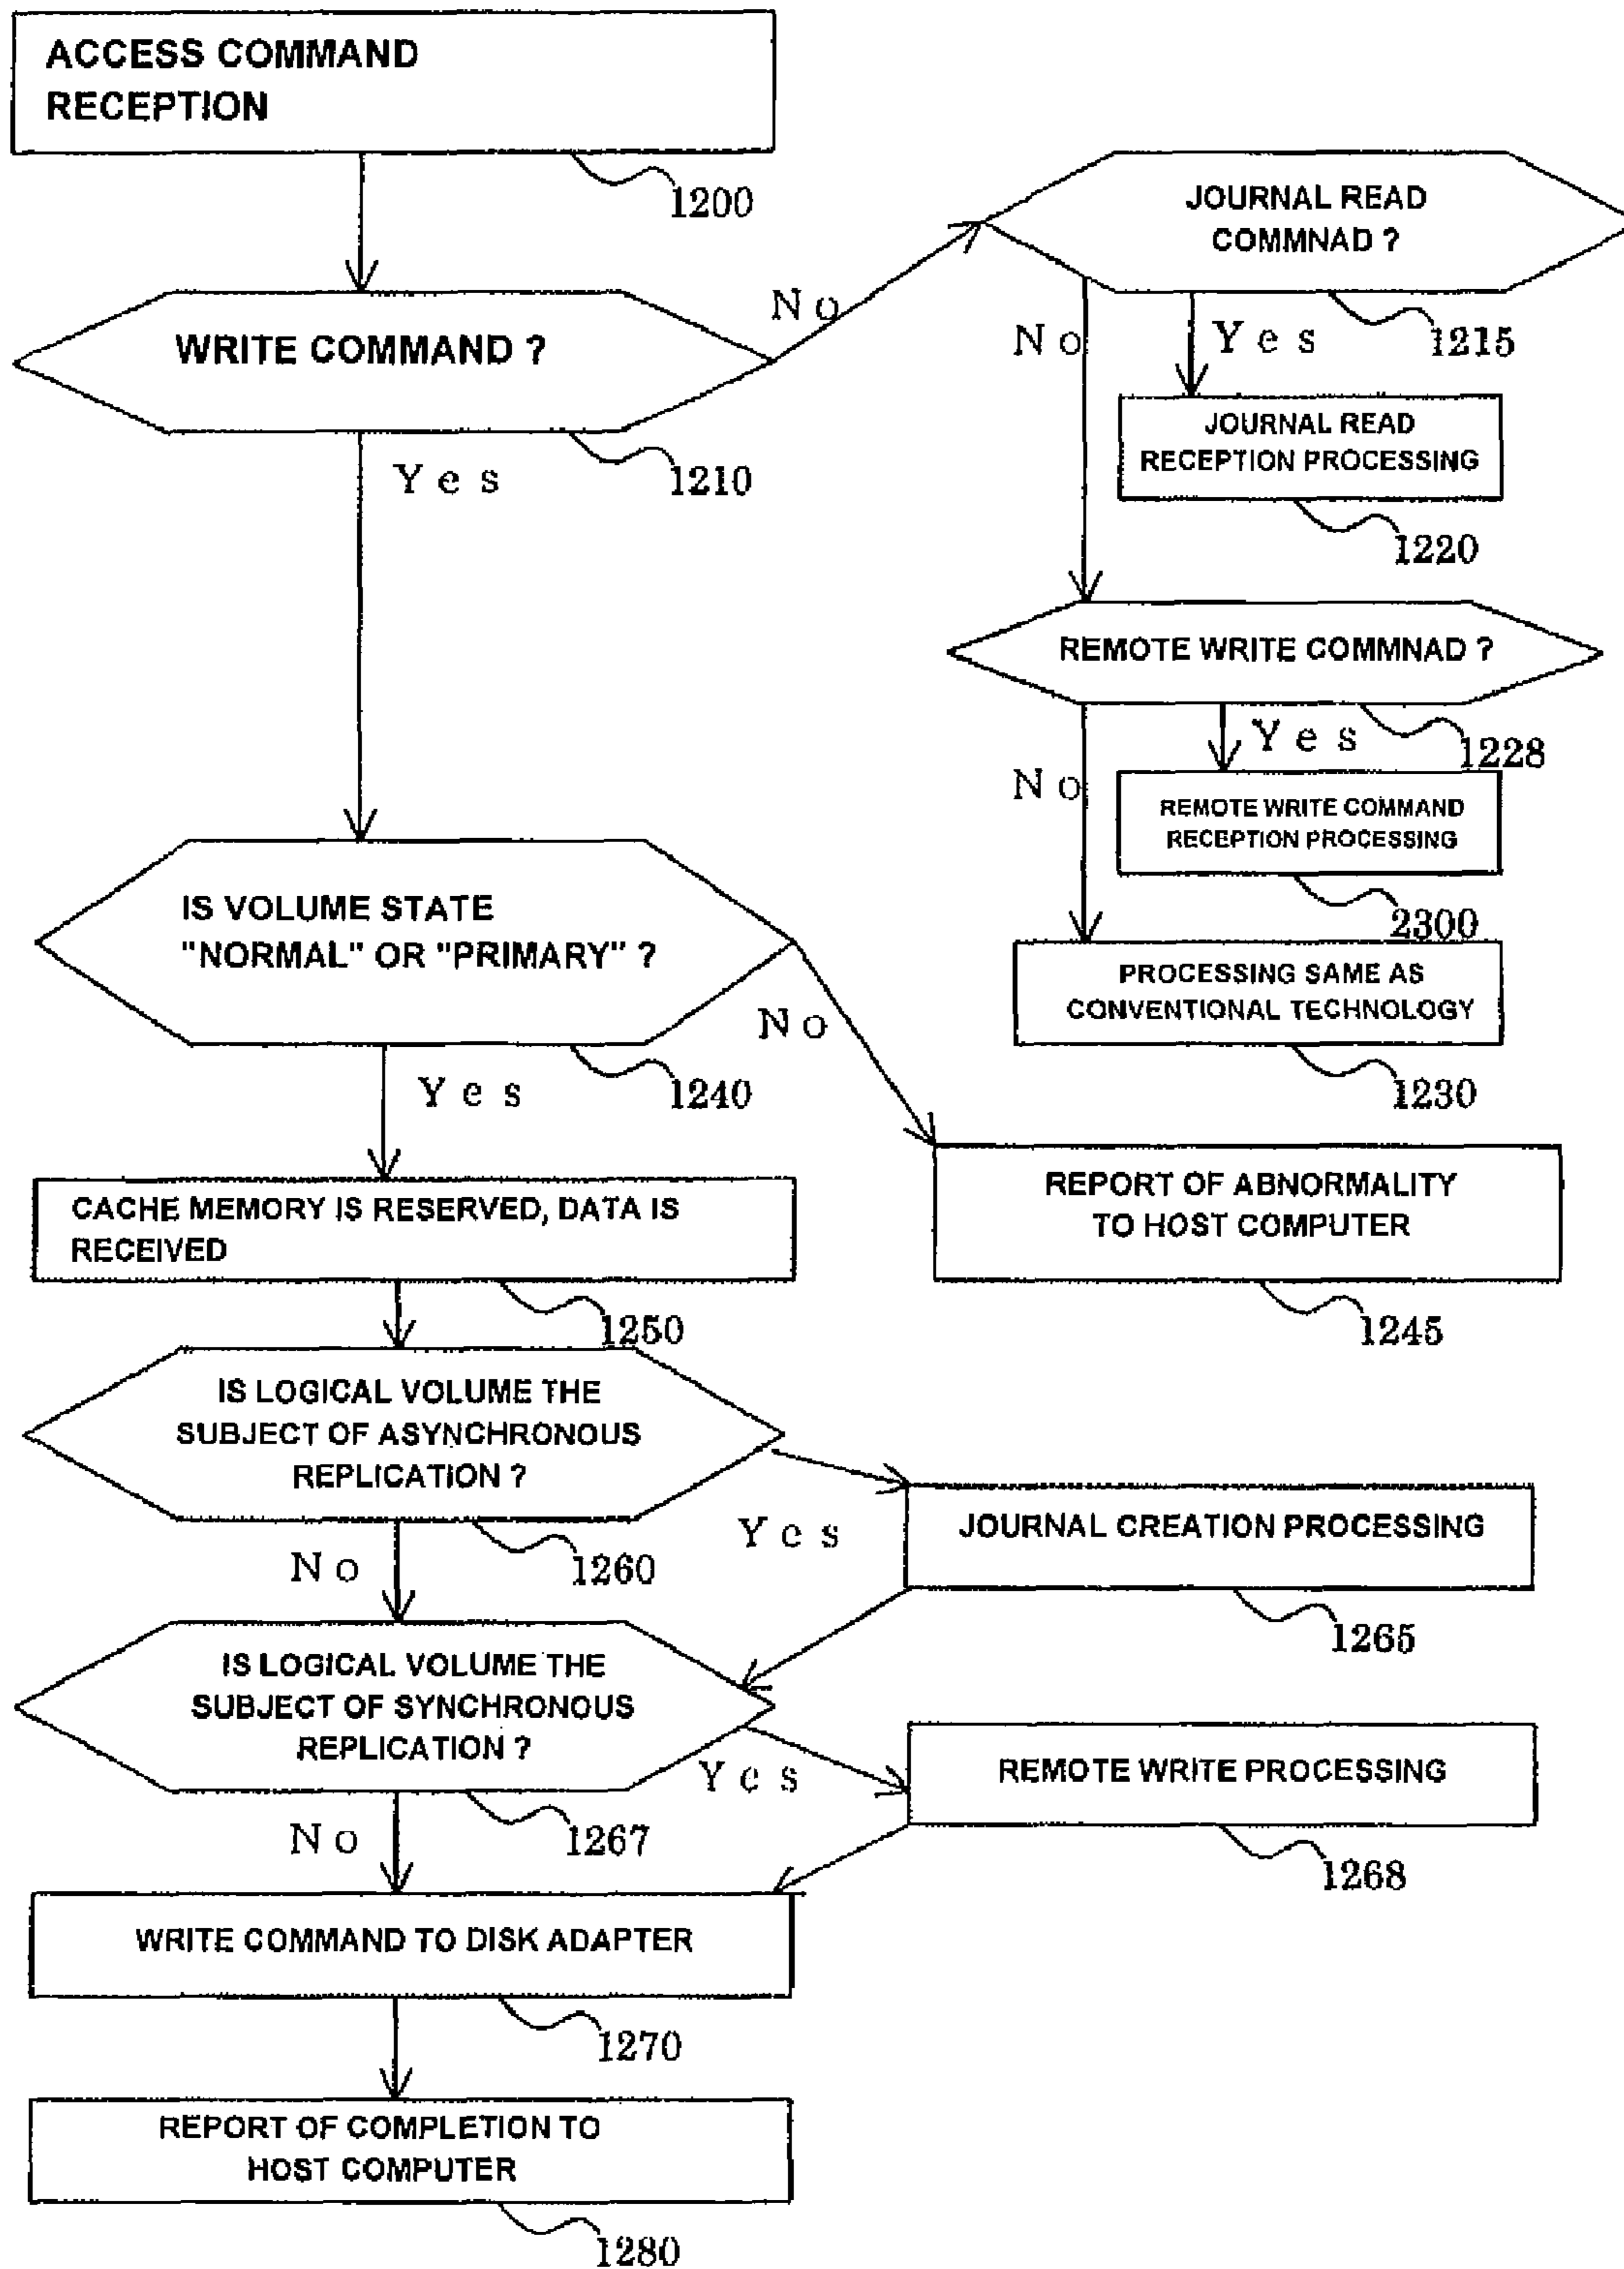 ACCESS COMMAND
RECEPTION
1200
WRITE COMMAND ?
1210
No
Yes
JOURNAL READ
COMMNAD ?
1215
No
Yes
JOURNAL READ
RECEPTION PROCESSING
1220
REMOTE WRITE COMMNAD ?
1228
Yes
No
REMOTE WRITE COMMAND
RECEPTION PROCESSING
2300
PROCESSING SAME AS
CONVENTIONAL TECHNOLOGY
1230
IS VOLUME STATE
"NORMAL" OR "PRIMARY" ?
1240
No
Yes
REPORT OF ABNORMALITY
TO HOST COMPUTER
1245
CACHE MEMORY IS RESERVED, DATA IS
RECEIVED
1250
IS LOGICAL VOLUME THE
SUBJECT OF ASYNCHRONOUS
REPLICATION ?
1260
Yes
No
JOURNAL CREATION PROCESSING
1265
IS LOGICAL VOLUME THE
SUBJECT OF SYNCHRONOUS
REPLICATION ?
1267
Yes
No
REMOTE WRITE PROCESSING
1268
WRITE COMMAND TO DISK ADAPTER
1270
REPORT OF COMPLETION TO
HOST COMPUTER
1280